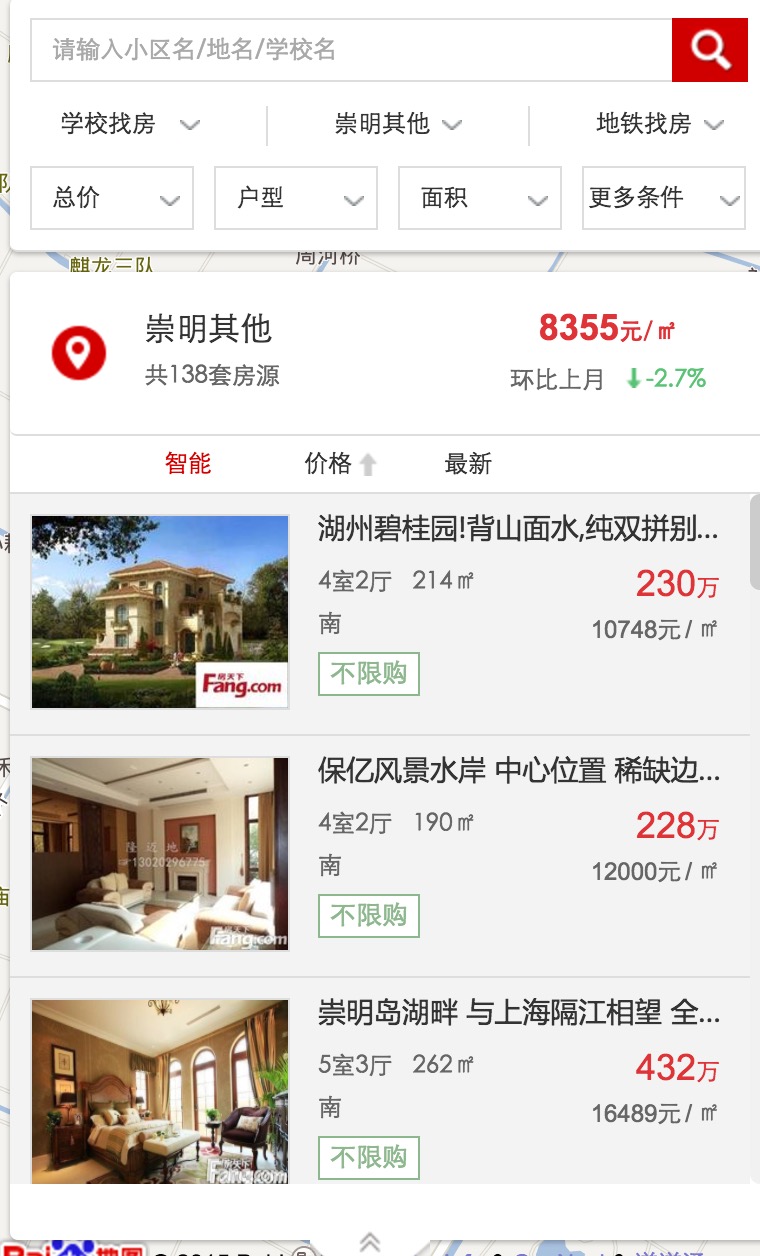 请输入小区名/地名/学校名
学校找房 崇明其他 地铁找房
总价 户型 面积 更多条件
麒龙三队 周河桥
崇明其他 8355元/㎡
共138套房源 环比上月 -2.7%
智能 价格 最新
湖州碧桂园!背山面水,纯双拼别...
4室2厅 214㎡ 230万
南 10748元/㎡
不限购
房天下
Fang.com
保亿风景水岸 中心位置 稀缺边...
4室2厅 190㎡ 228万
南 12000元/㎡
不限购
隆迈地产
13020296775
Fang.com
崇明岛湖畔 与上海隔江相望 全...
5室3厅 262㎡ 432万
南 16489元/㎡
不限购
房天下
Fang.com